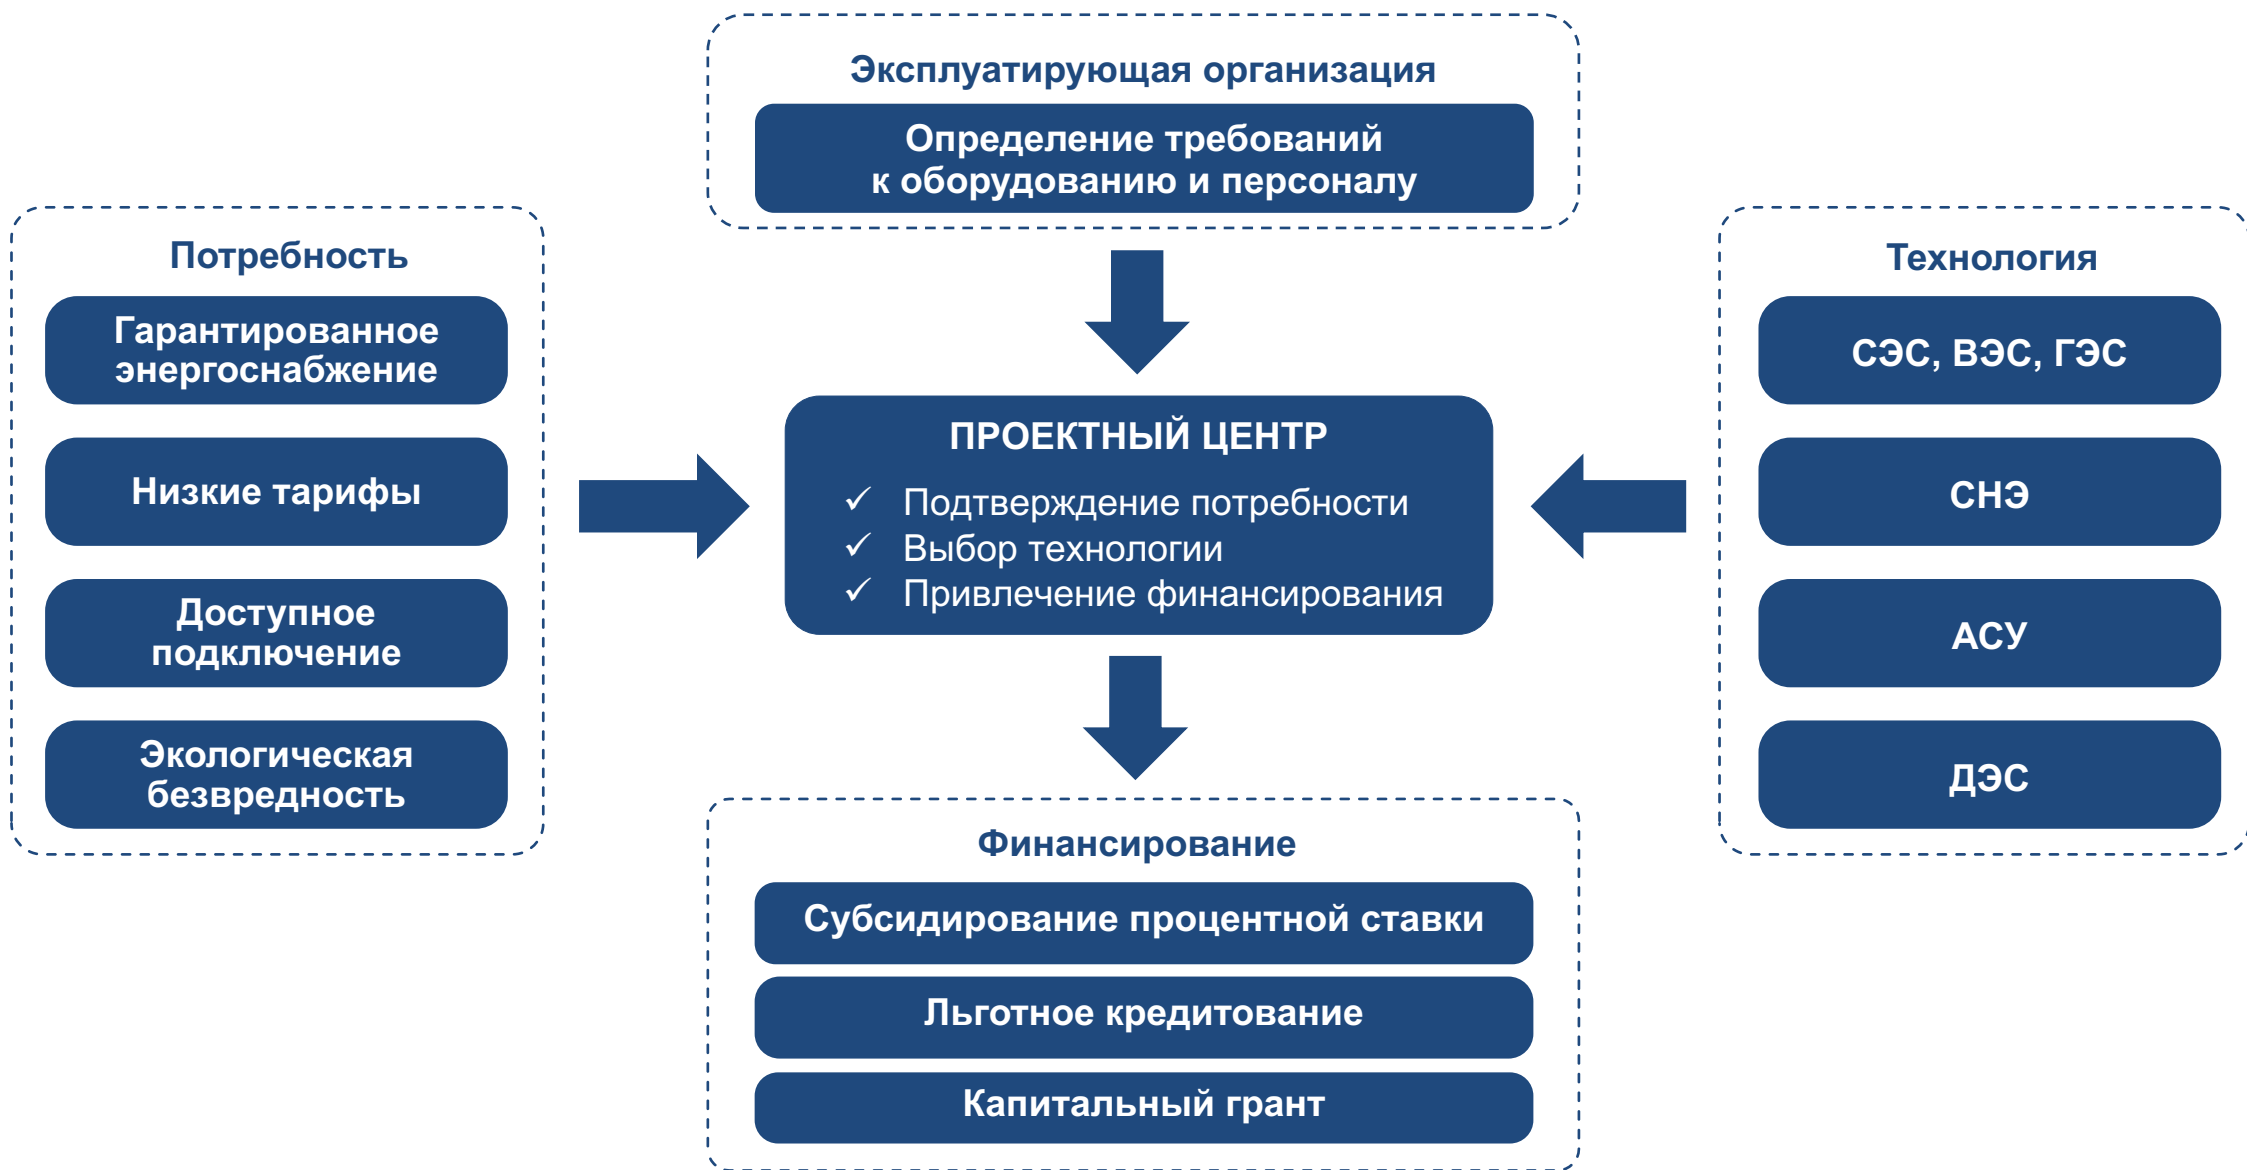 Эксплуатирующая организация
Определение требований
к оборудованию и персоналу
Потребность
Гарантированное
энергоснабжение
Низкие тарифы
Доступное
подключение
Экологическая
безвредность
ПРОЕКТНЫЙ ЦЕНТР
✓ Подтверждение потребности
✓ Выбор технологии
✓ Привлечение финансирования
Технология
СЭС, ВЭС, ГЭС
СНЭ
АСУ
ДЭС
Финансирование
Субсидирование процентной ставки
Льготное кредитование
Капитальный грант